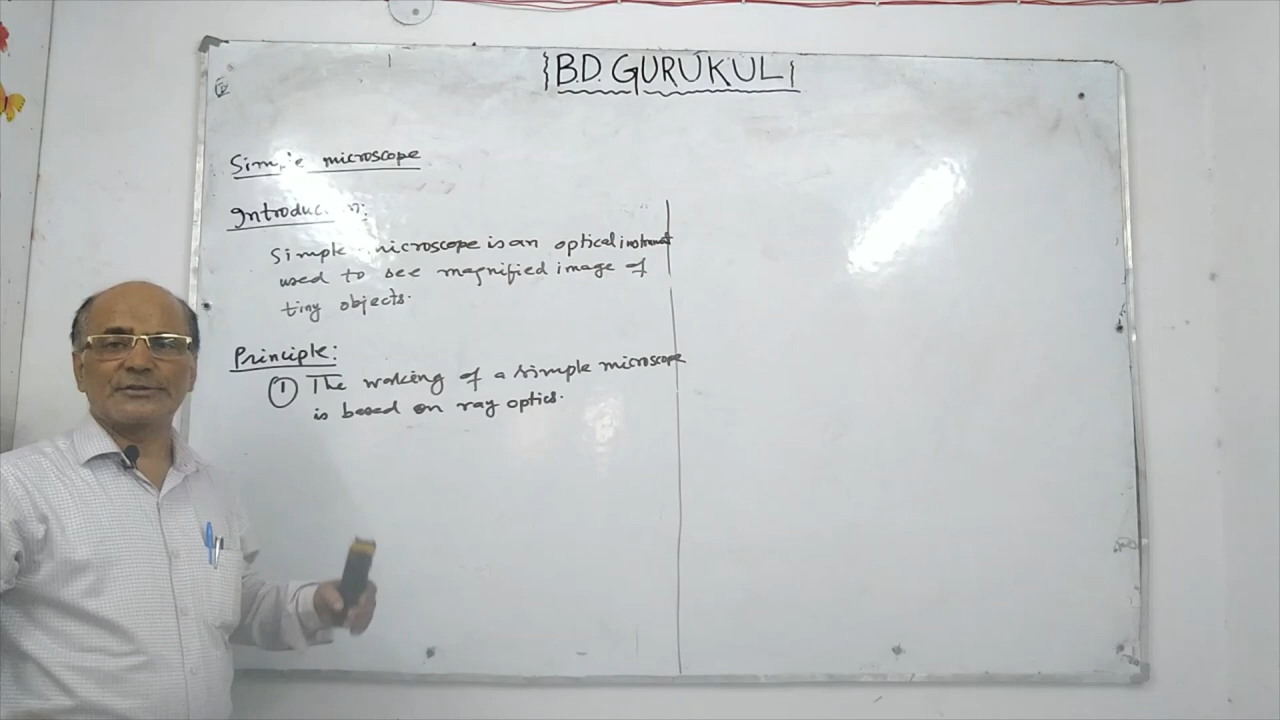 B.D. GURUKUL
Simple microscope
Introduction:
Simple microscope is an optical instrument
used to see magnified image of
tiny objects.
Principle:
① The working of a simple microscope
is based on ray optics.